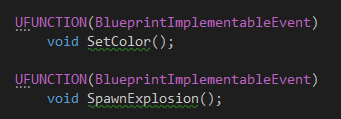 UFUNCTION(BlueprintImplementableEvent)
void SetColor();
UFUNCTION(BlueprintImplementableEvent)
void SpawnExplosion();